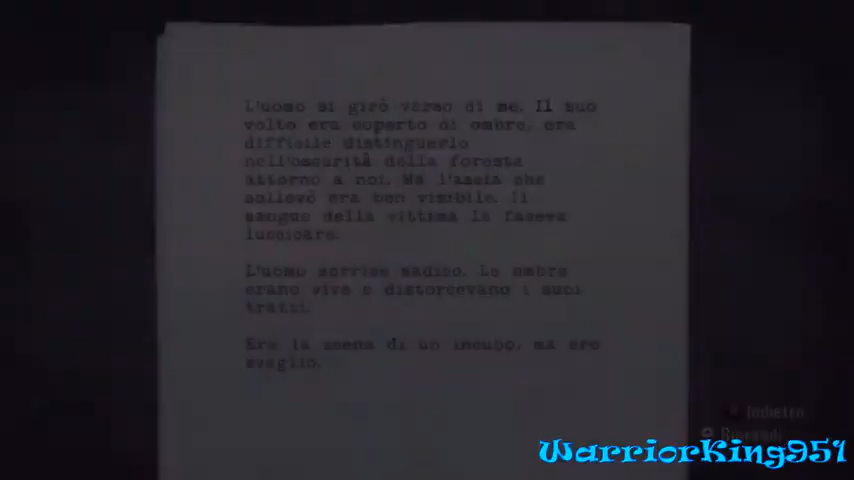 L'uomo si girò verso di me. Il suo
volto era coperto di ombre, era
difficile distinguerlo
nell'oscurità della foresta
attorno a noi. Ma l'ascia che
sollevò era ben visibile. Il
sangue della vittima la faceva
luccicare.
L'uomo sorrise sadico. Le ombre
erano vive e distorcevano i suoi
tratti.
Era la scena di un incubo, ma ero
sveglio.
Indietro
WarriorKing951